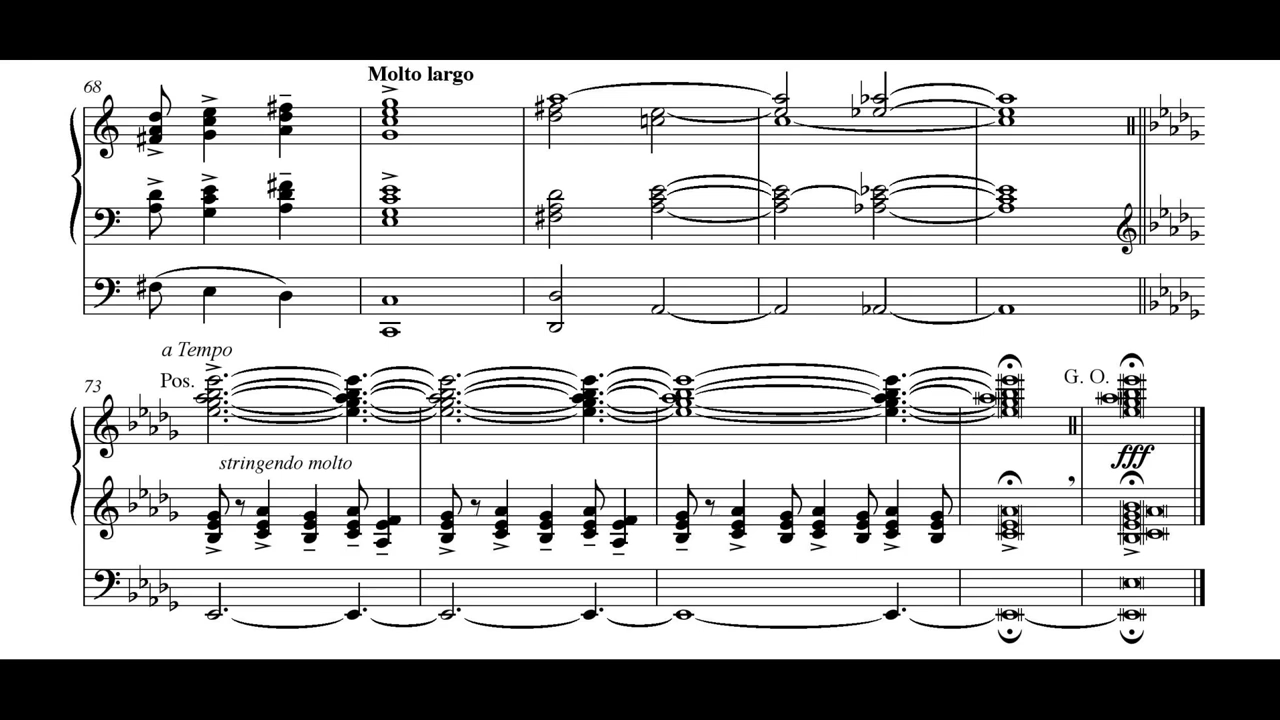 68
Molto largo
a Tempo
73
Pos.
G. O.
stringendo molto
fff